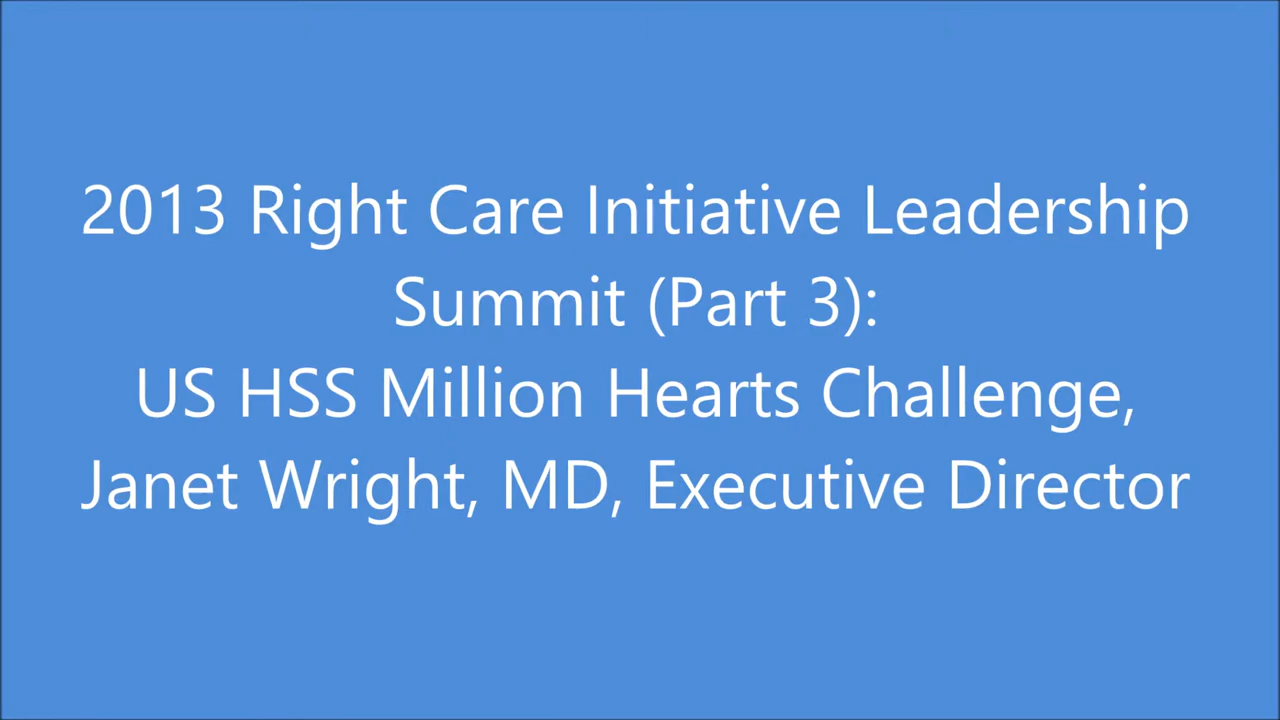 2013 Right Care Initiative Leadership
Summit (Part 3):
US HSS Million Hearts Challenge,
Janet Wright, MD, Executive Director